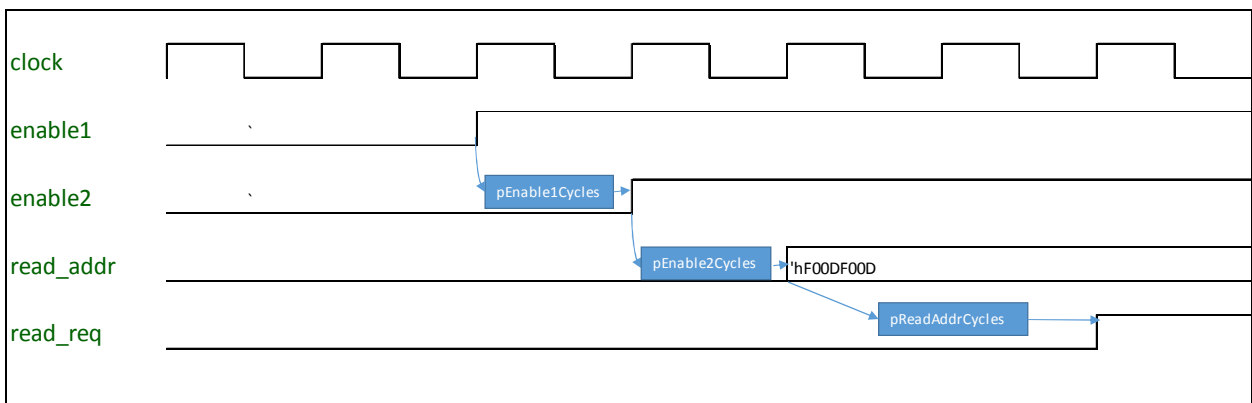 clock
enable1
`
enable2
`
pEnable1Cycles
read_addr
pEnable2Cycles
'hF00DF00D
read_req
pReadAddrCycles